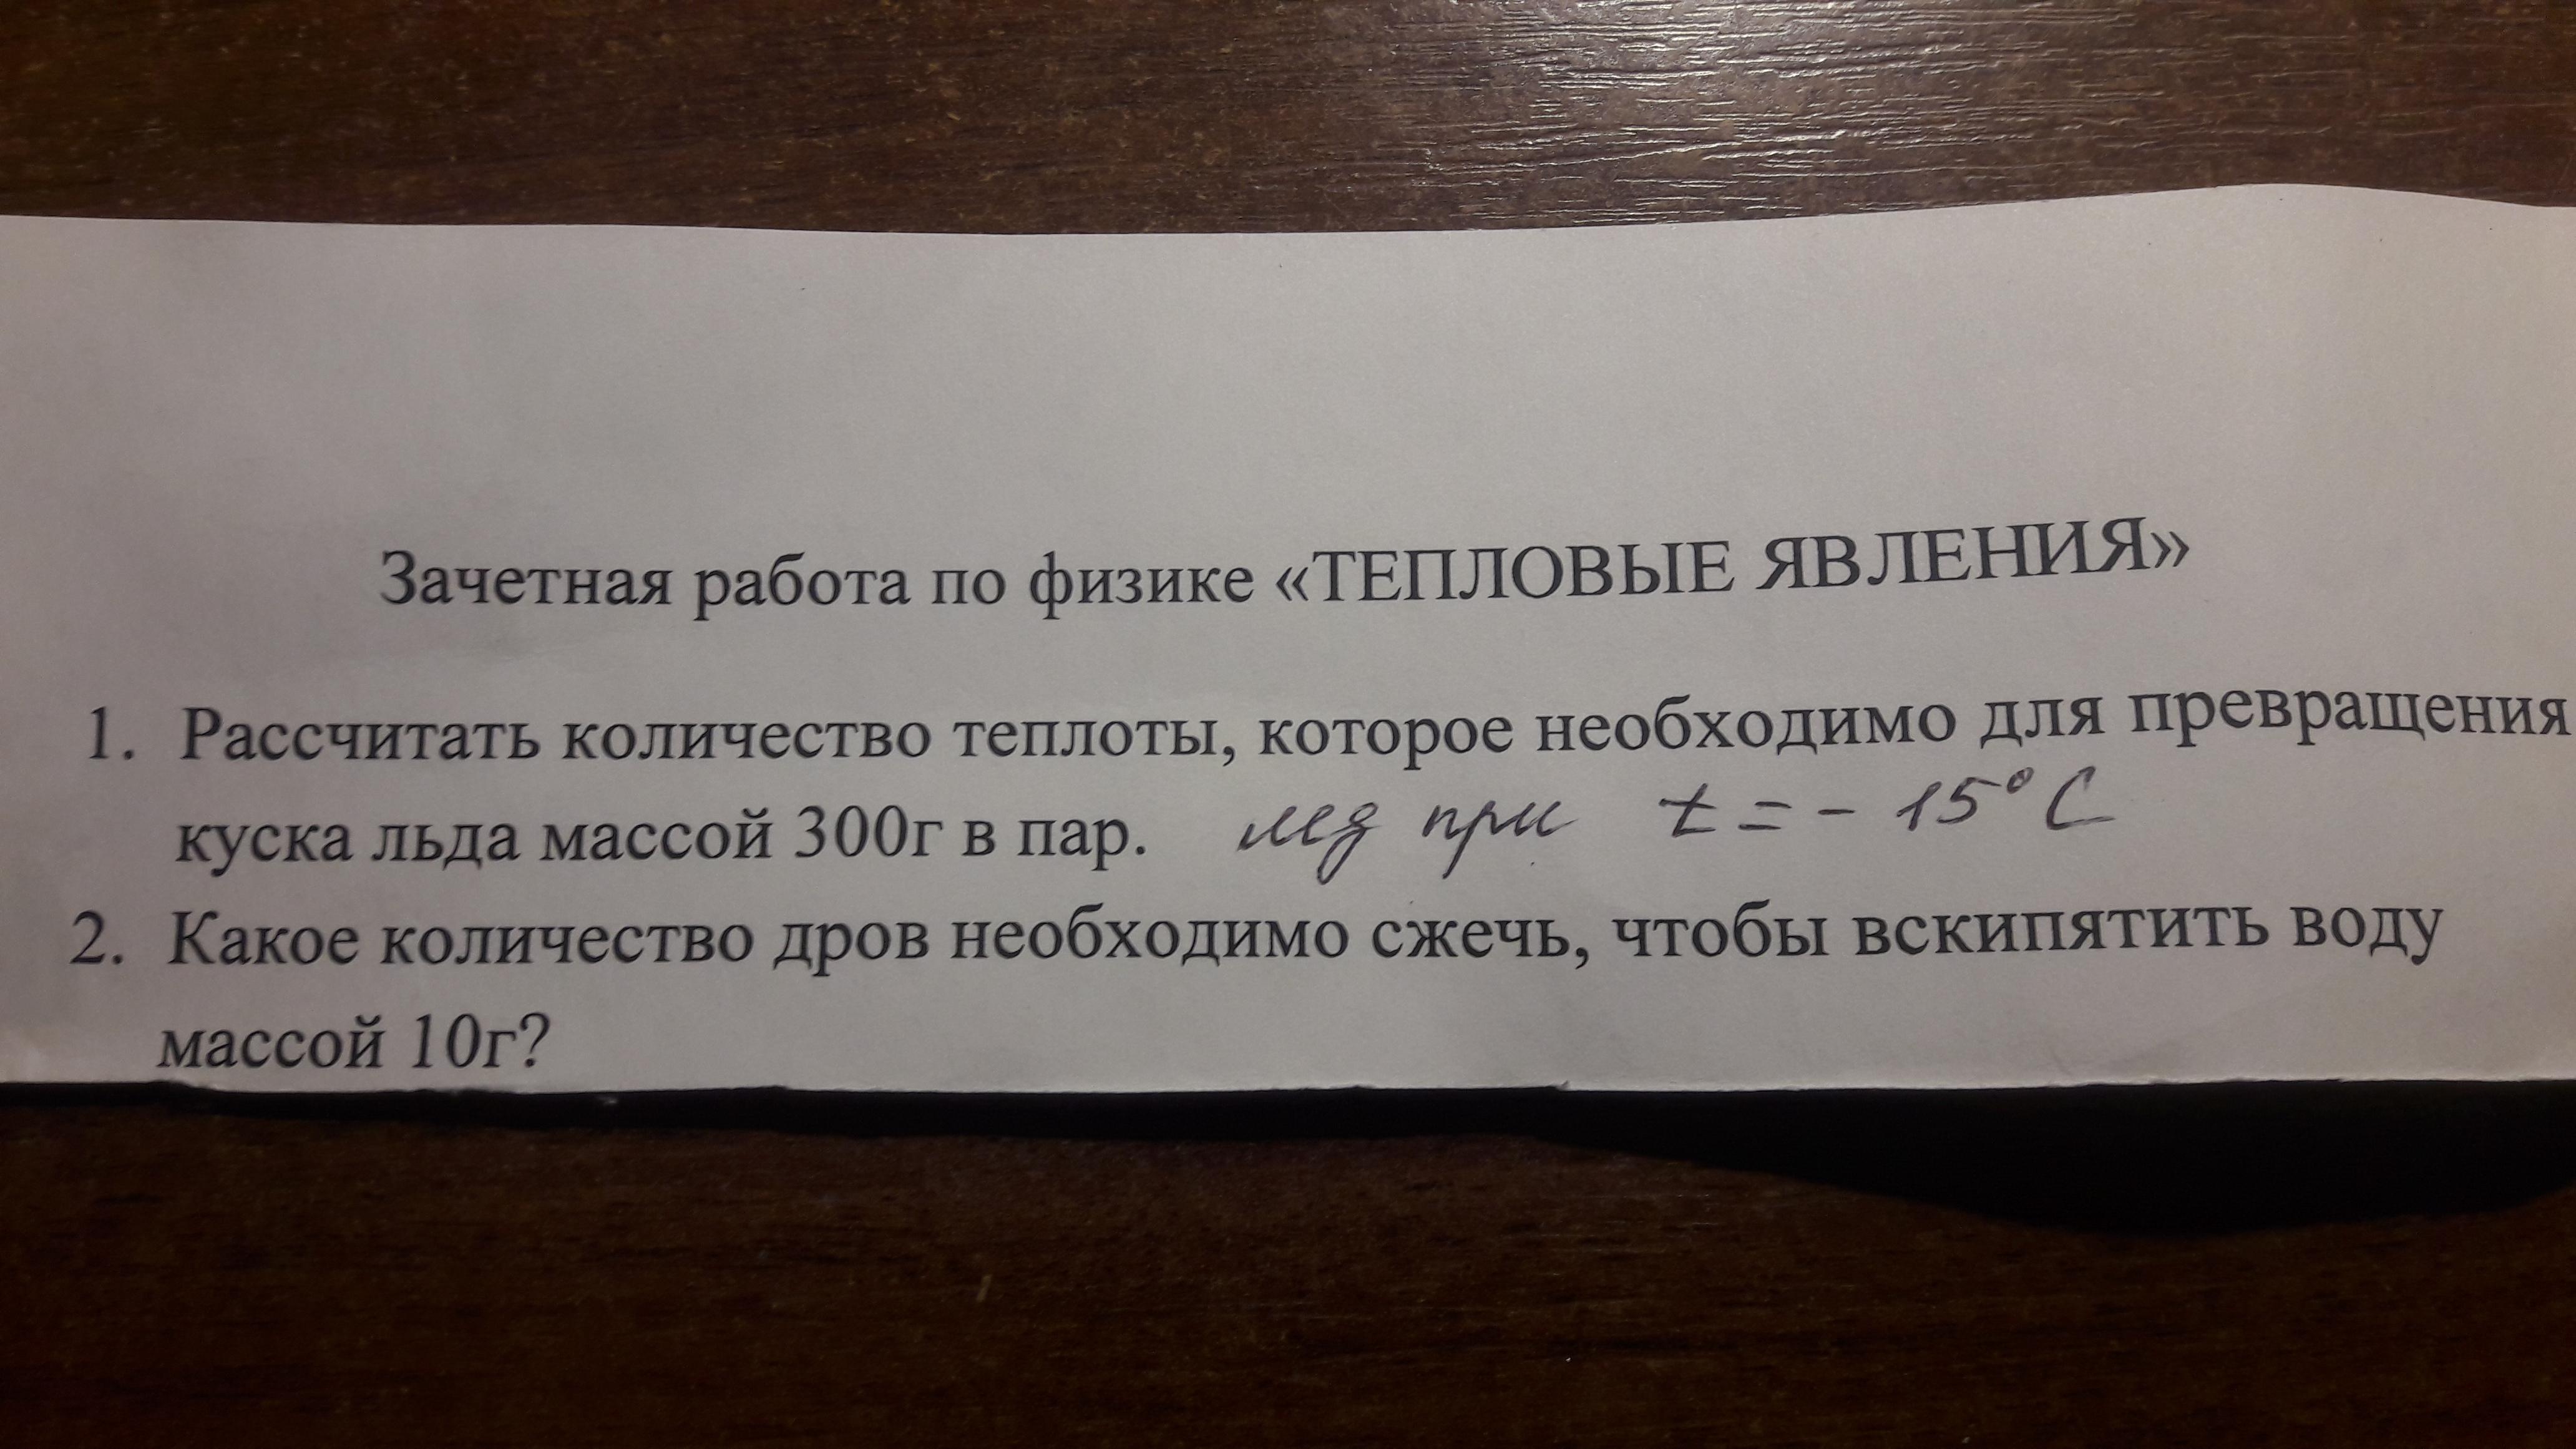 Зачетная работа по физике «ТЕПЛОВЫЕ ЯВЛЕНИЯ»
1. Рассчитать количество теплоты, которое необходимо для превращения
куска льда массой 300г в пар. лед при t = - 15° С
2. Какое количество дров необходимо сжечь, чтобы вскипятить воду
массой 10г?